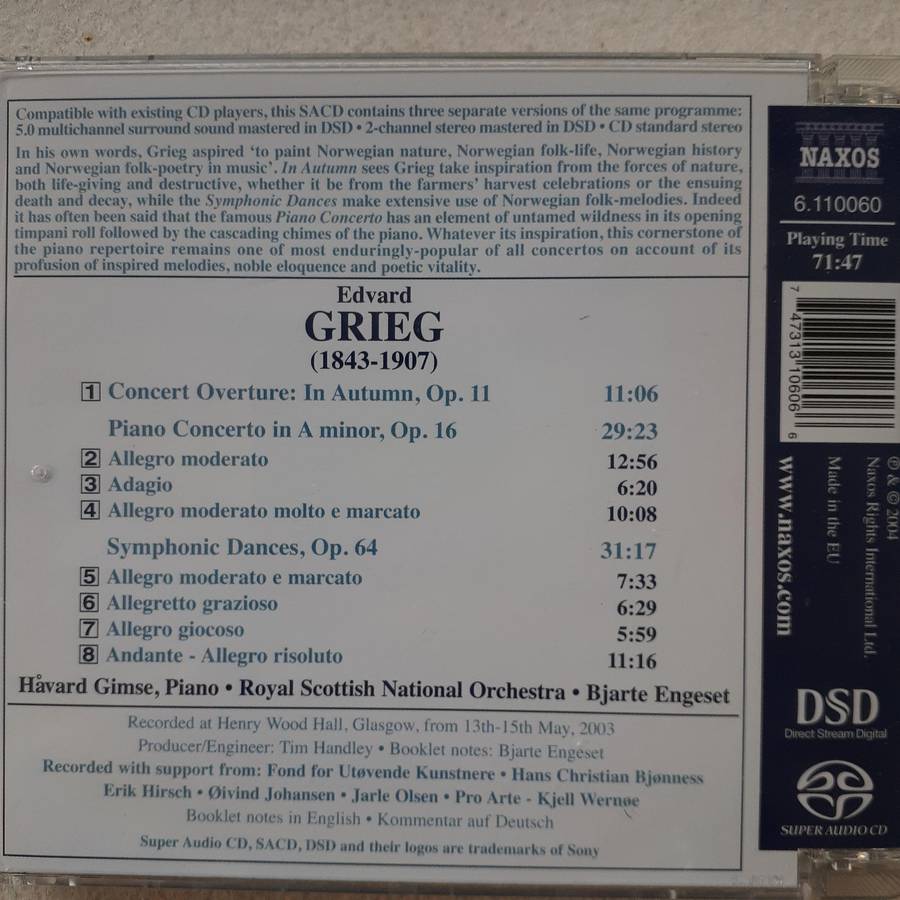 Compatible with existing CD players, this SACD contains three separate versions of the same programme:
5.0 multichannel surround sound mastered in DSD • 2-channel stereo mastered in DSD • CD standard stereo
In his own words, Grieg aspired ‘to paint Norwegian nature, Norwegian folk-life, Norwegian history
and Norwegian folk-poetry in music’. In Autumn sees Grieg take inspiration from the forces of nature,
both life-giving and destructive, whether it be from the farmers’ harvest celebrations or the ensuing
death and decay, while the Symphonic Dances make extensive use of Norwegian folk-melodies. Indeed
it has often been said that the famous Piano Concerto has an element of untamed wildness in its opening
timpani roll followed by the cascading chimes of the piano. Whatever its inspiration, this cornerstone of
the piano repertoire remains one of most enduringly-popular of all concertos on account of its
profusion of inspired melodies, noble eloquence and poetic vitality.
Edvard
GRIEG
(1843-1907)
1 Concert Overture: In Autumn, Op. 11 11:06
Piano Concerto in A minor, Op. 16 29:23
2 Allegro moderato 12:56
3 Adagio 6:20
4 Allegro moderato molto e marcato 10:08
Symphonic Dances, Op. 64 31:17
5 Allegro moderato e marcato 7:33
6 Allegretto grazioso 6:29
7 Allegro giocoso 5:59
8 Andante - Allegro risoluto 11:16
Håvard Gimse, Piano • Royal Scottish National Orchestra • Bjarte Engeset
Recorded at Henry Wood Hall, Glasgow, from 13th-15th May, 2003
Producer/Engineer: Tim Handley • Booklet notes: Bjarte Engeset
Recorded with support from: Fond for Utøvende Kunstnere • Hans Christian Bjønness
Erik Hirsch • Øivind Johansen • Jarle Olsen • Pro Arte - Kjell Wernøe
Booklet notes in English • Kommentar auf Deutsch
Super Audio CD, SACD, DSD and their logos are trademarks of Sony
NAXOS
6.110060
Playing Time
71:47
7 47313 10606 6
℗ & © 2004
Naxos Rights International Ltd.
Made in the EU
www.naxos.com
DSD
Direct Stream Digital
SUPER AUDIO CD